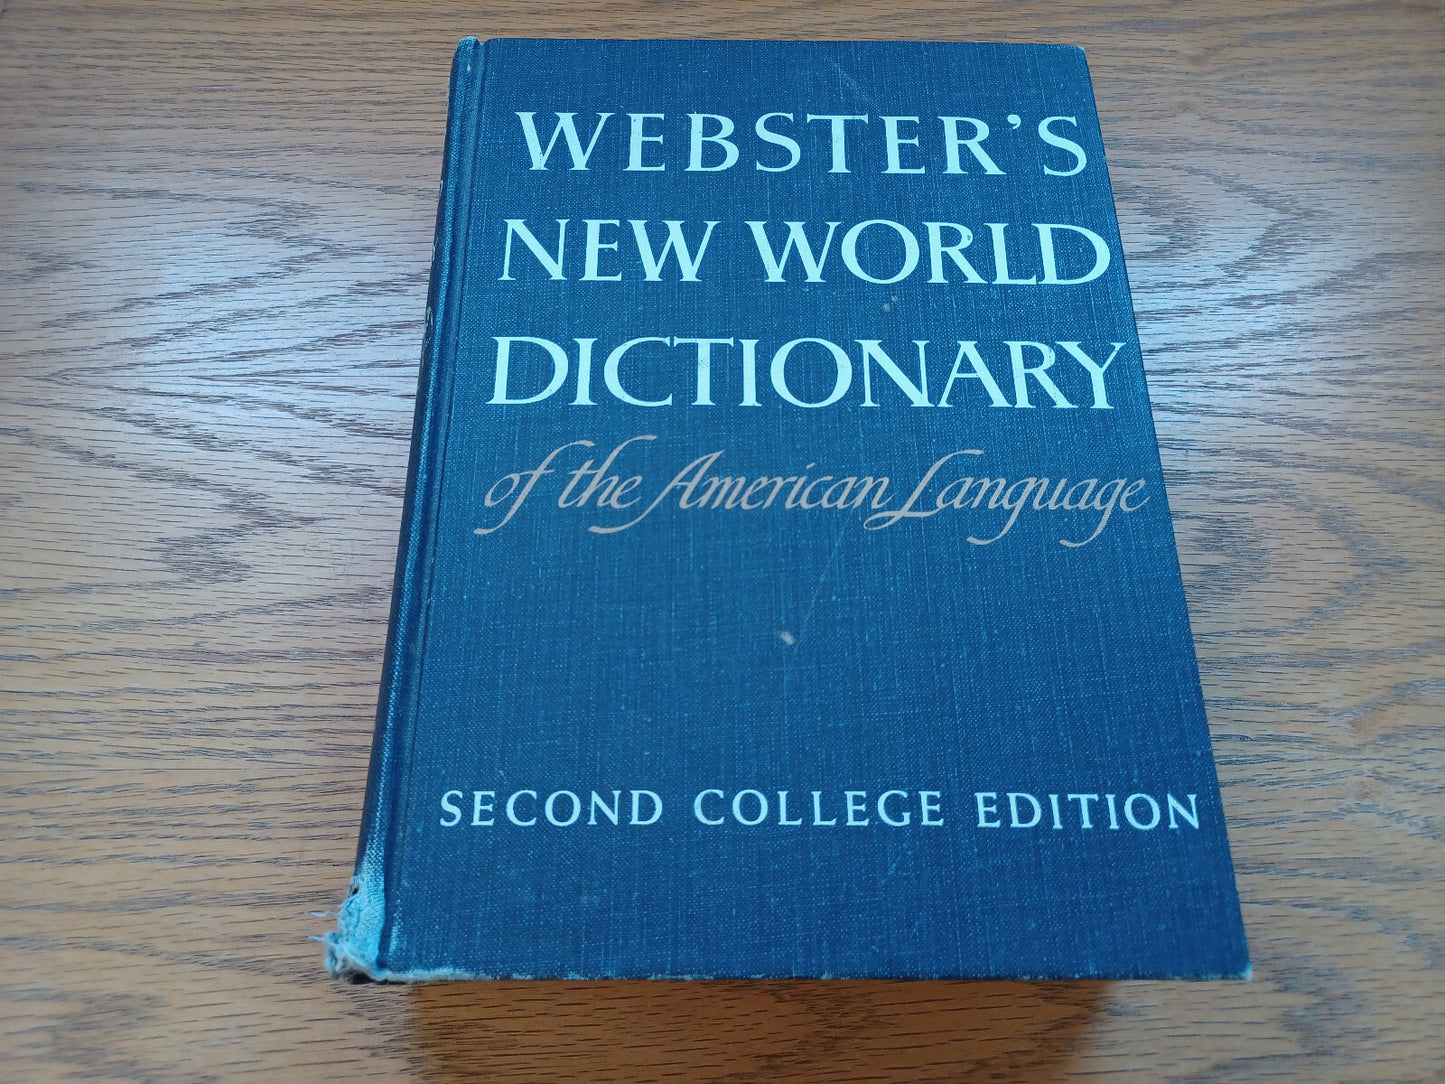 WEBSTER'S
NEW WORLD
DICTIONARY
of the American Language
SECOND COLLEGE EDITION